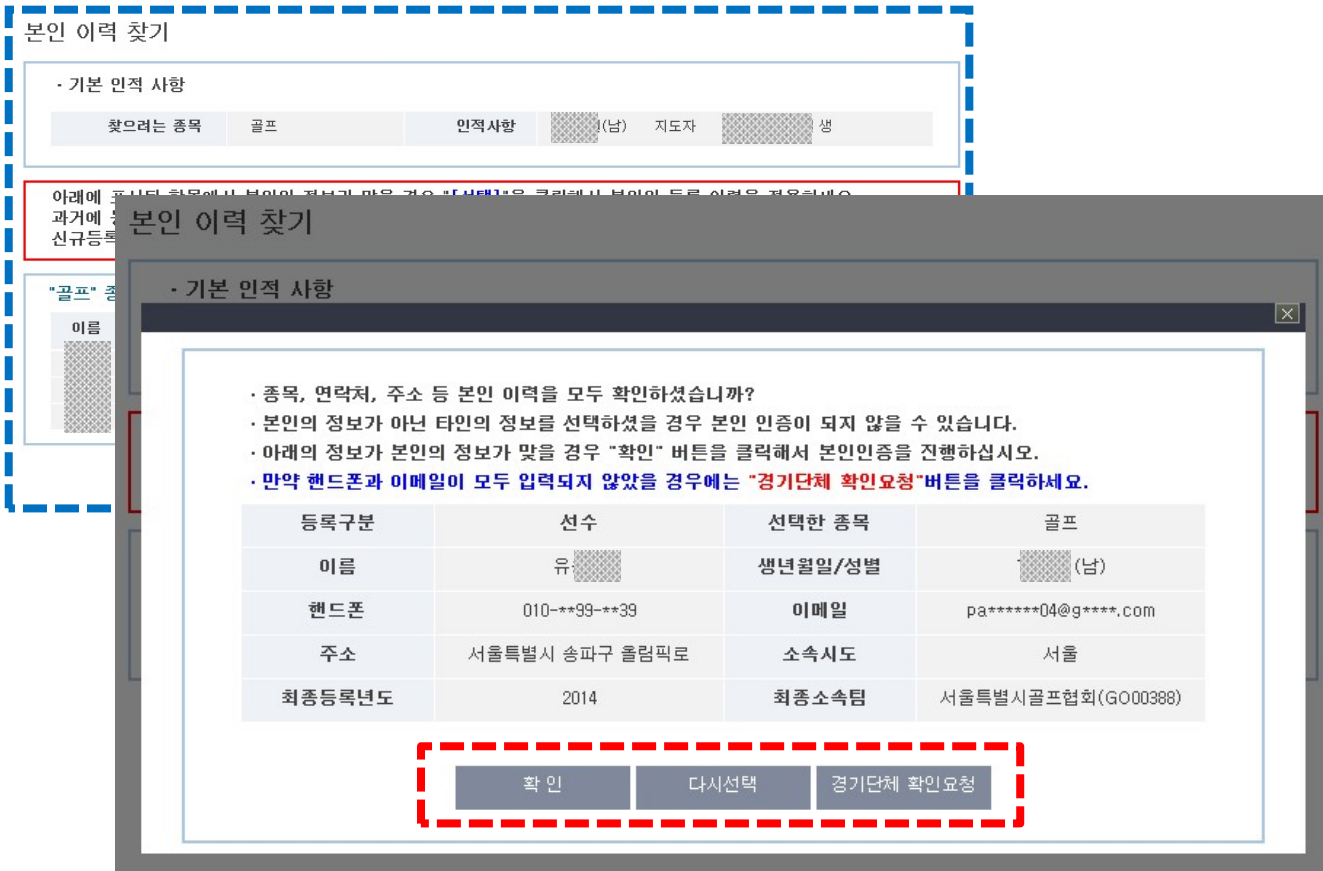 본인 이력 찾기
· 기본 인적 사항
찾으려는 종목 골프 인적사항 (남) 지도자 생
아래에
과거에
신규등록
"골프" 종
이름
본인 이력 찾기
· 기본 인적 사항
· 종목, 연락처, 주소 등 본인 이력을 모두 확인하셨습니까?
· 본인의 정보가 아닌 타인의 정보를 선택하셨을 경우 본인 인증이 되지 않을 수 있습니다.
· 아래의 정보가 본인의 정보가 맞을 경우 "확인" 버튼을 클릭해서 본인인증을 진행하십시오.
· 만약 핸드폰과 이메일이 모두 입력되지 않았을 경우에는 "경기단체 확인요청"버튼을 클릭하세요.
등록구분 선수 선택한 종목 골프
이름 유 생년월일/성별 (남)
핸드폰 010-**99-**39 이메일 pa******04@g****.com
주소 서울특별시 송파구 올림픽로 소속시도 서울
최종등록년도 2014 최종소속팀 서울특별시골프협회(GO00388)
확 인 다시선택 경기단체 확인요청